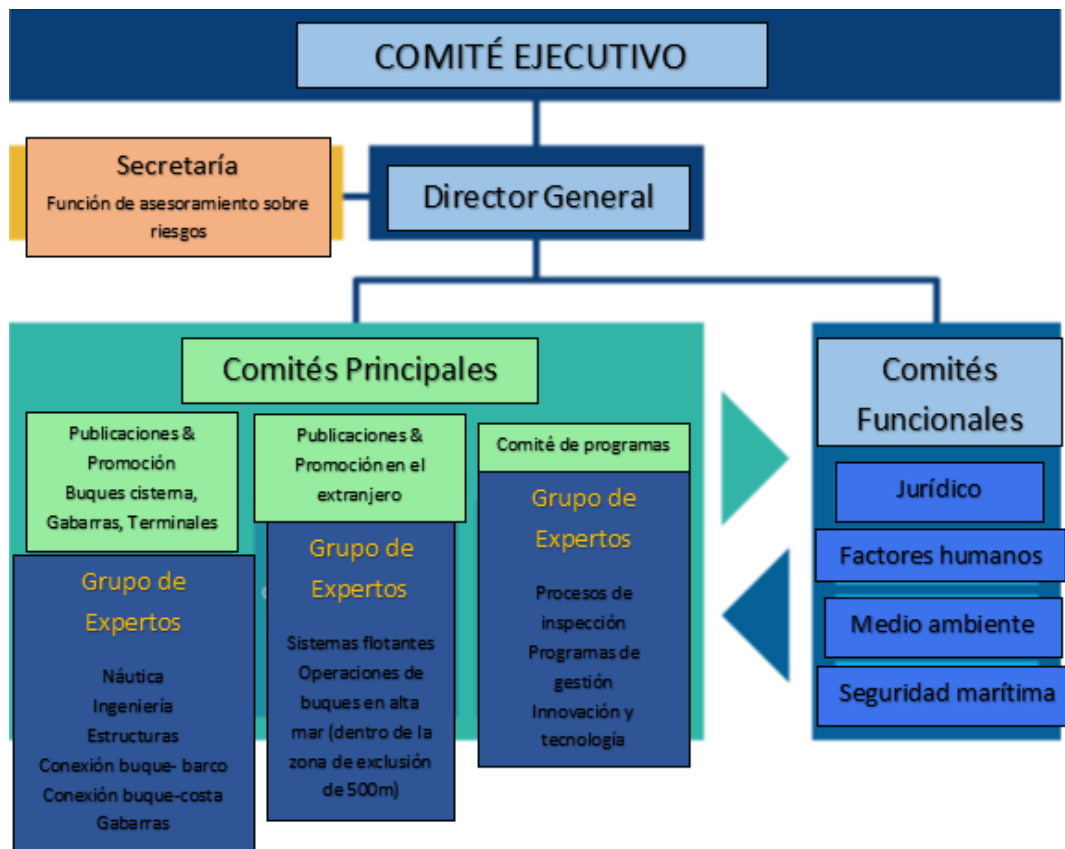 COMITÉ EJECUTIVO
Secretaría
Función de asesoramiento sobre
riesgos
Director General
Comités Principales
Publicaciones &
Promoción
Buques cisterna,
Gabarras, Terminales
Grupo de
Expertos
Náutica
Ingeniería
Estructuras
Conexión buque- barco
Conexión buque-costa
Gabarras
Publicaciones &
Promoción en el
extranjero
Grupo de
Expertos
Sistemas flotantes
Operaciones de
buques en alta
mar (dentro de la
zona de exclusión
de 500m)
Comité de programas
Grupo de
Expertos
Procesos de
inspección
Programas de
gestión
Innovación y
tecnología
Comités
Funcionales
Jurídico
Factores humanos
Medio ambiente
Seguridad marítima